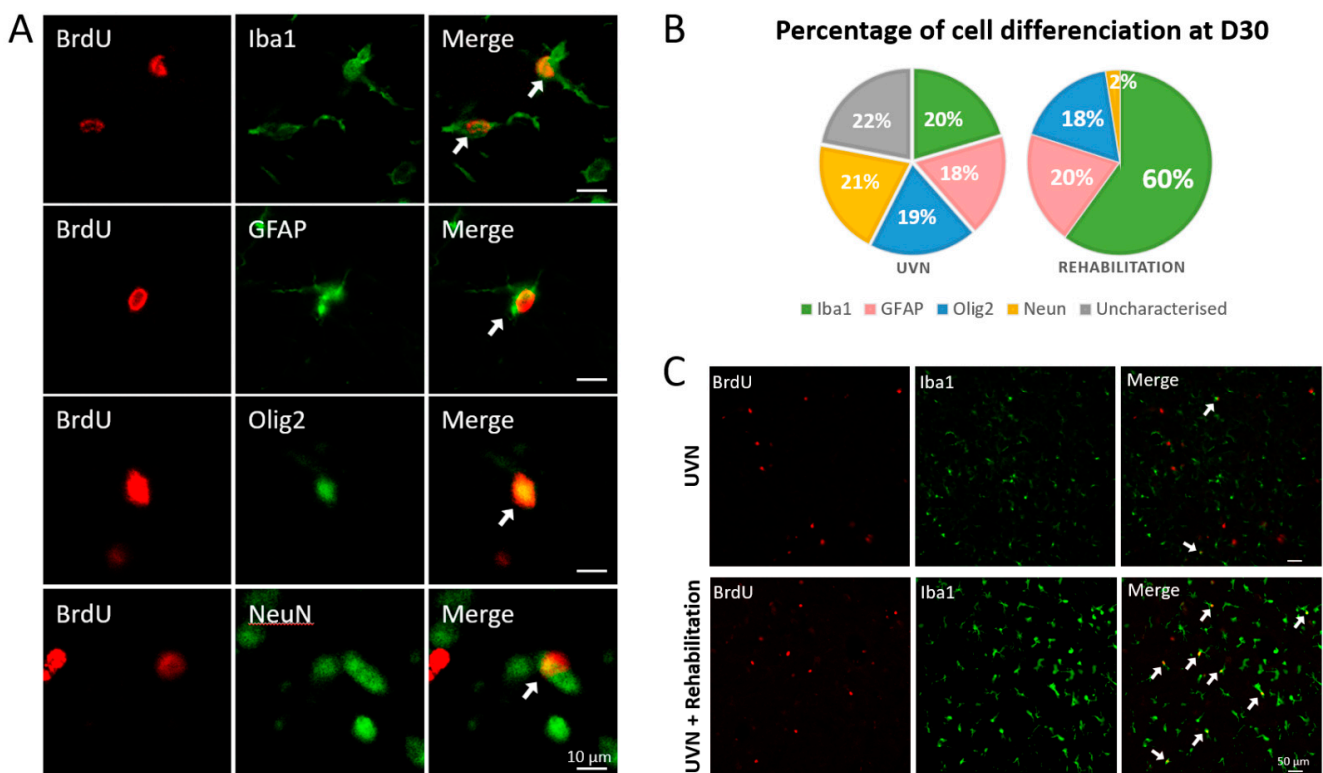 A
BrdU Iba1 Merge
BrdU GFAP Merge
BrdU Olig2 Merge
BrdU NeuN Merge
10 µm
B
Percentage of cell differenciation at D30
22% 20% 18% 19% 21%
UVN
2% 18% 20% 60%
REHABILITATION
Iba1 GFAP Olig2 Neun Uncharacterised
C
UVN
BrdU Iba1 Merge
UVN + Rehabilitation
BrdU Iba1 Merge
50 µm